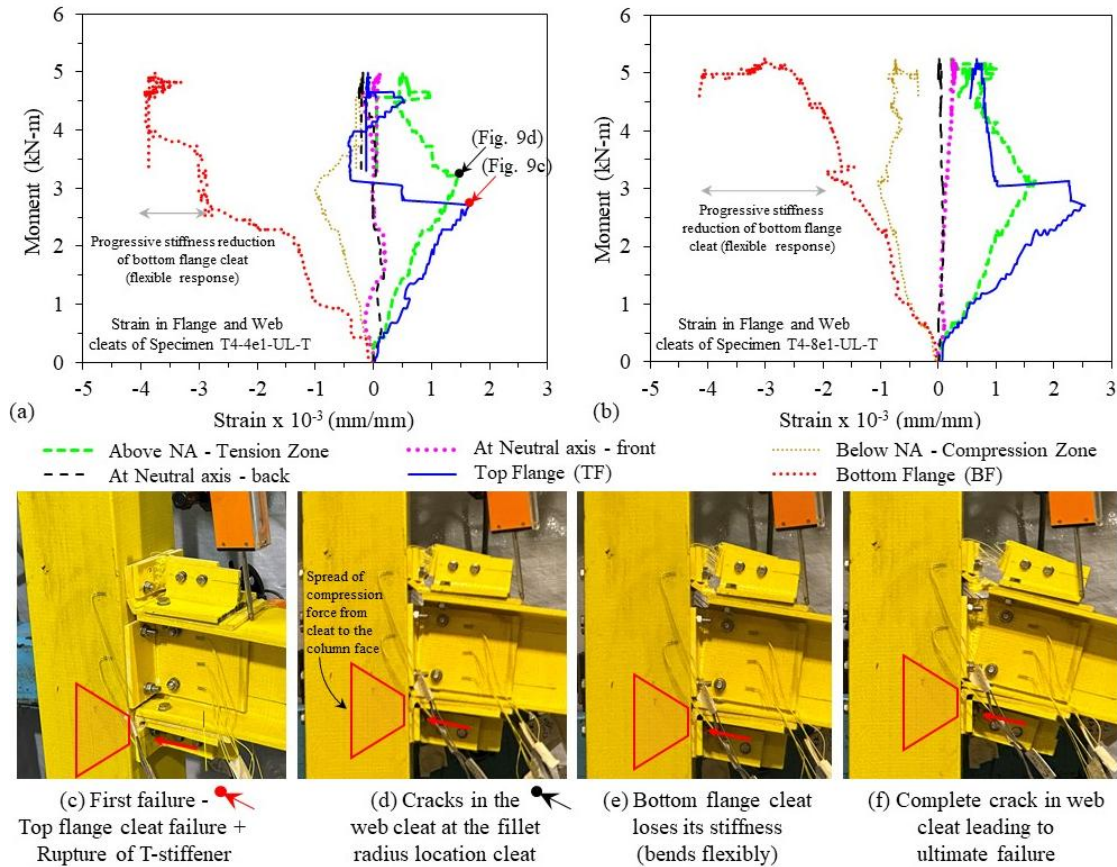 6
5
4
3
2
1
0
Moment (kN-m)
(Fig. 9d)
(Fig. 9c)
Progressive stiffness reduction
of bottom flange cleat
(flexible response)
Strain in Flange and Web
cleats of Specimen T4-4e1-UL-T
-5 -4 -3 -2 -1 0 1 2 3
(a)
Strain x 10-3 (mm/mm)
6
5
4
3
2
1
0
Moment (kN-m)
Progressive stiffness
reduction of bottom flange
cleat (flexible response)
Strain in Flange and Web
cleats of Specimen T4-8e1-UL-T
-5 -4 -3 -2 -1 0 1 2 3
(b)
Strain x 10-3 (mm/mm)
Above NA - Tension Zone
At Neutral axis - front
Below NA - Compression Zone
At Neutral axis - back
Top Flange (TF)
Bottom Flange (BF)
Spread of
compression
force from
cleat to the
column face
(c) First failure -
Top flange cleat failure +
Rupture of T-stiffener
(d) Cracks in the
web cleat at the fillet
radius location cleat
(e) Bottom flange cleat
loses its stiffness
(bends flexibly)
(f) Complete crack in web
cleat leading to
ultimate failure